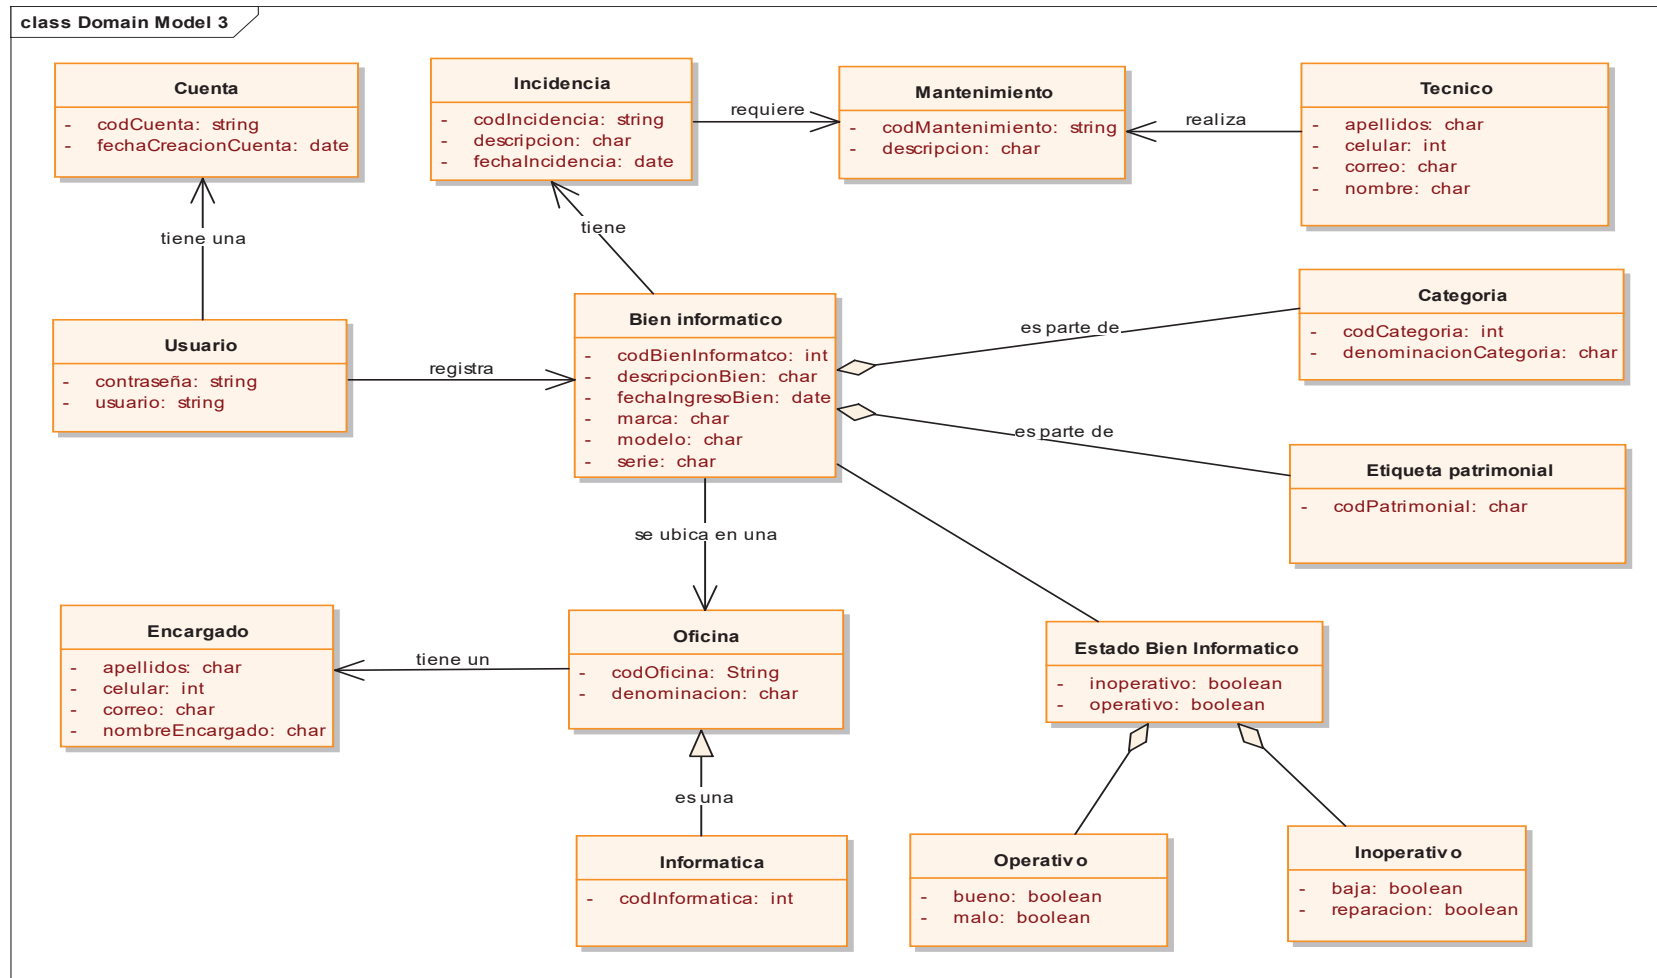 class Domain Model 3
Cuenta
- codCuenta: string
- fechaCreacionCuenta: date
Incidencia
- codIncidencia: string
- descripcion: char
- fechaIncidencia: date
requiere
Mantenimiento
- codMantenimiento: string
- descripcion: char
realiza
Tecnico
- apellidos: char
- celular: int
- correo: char
- nombre: char
tiene una
tiene
Usuario
- contraseña: string
- usuario: string
registra
Bien informatico
- codBienInformatco: int
- descripcionBien: char
- fechaIngresoBien: date
- marca: char
- modelo: char
- serie: char
es parte de
Categoria
- codCategoria: int
- denominacionCategoria: char
es parte de
Etiqueta patrimonial
- codPatrimonial: char
se ubica en una
Encargado
- apellidos: char
- celular: int
- correo: char
- nombreEncargado: char
tiene un
Oficina
- codOficina: String
- denominacion: char
Estado Bien Informatico
- inoperativo: boolean
- operativo: boolean
es una
Informatica
- codInformatica: int
Operativo
- bueno: boolean
- malo: boolean
Inoperativo
- baja: boolean
- reparacion: boolean